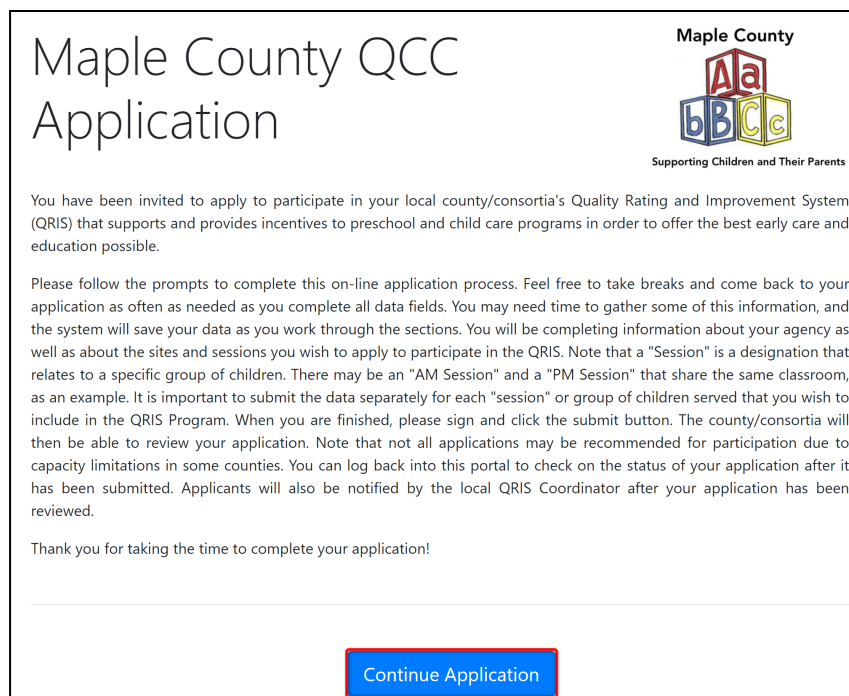 Maple County QCC
Application
Maple County
Aa
bBCc
Supporting Children and Their Parents
You have been invited to apply to participate in your local county/consortia's Quality Rating and Improvement System
(QRIS) that supports and provides incentives to preschool and child care programs in order to offer the best early care and
education possible.
Please follow the prompts to complete this on-line application process. Feel free to take breaks and come back to your
application as often as needed as you complete all data fields. You may need time to gather some of this information, and
the system will save your data as you work through the sections. You will be completing information about your agency as
well as about the sites and sessions you wish to apply to participate in the QRIS. Note that a "Session" is a designation that
relates to a specific group of children. There may be an "AM Session" and a "PM Session" that share the same classroom,
as an example. It is important to submit the data separately for each "session" or group of children served that you wish to
include in the QRIS Program. When you are finished, please sign and click the submit button. The county/consortia will
then be able to review your application. Note that not all applications may be recommended for participation due to
capacity limitations in some counties. You can log back into this portal to check on the status of your application after it
has been submitted. Applicants will also be notified by the local QRIS Coordinator after your application has been
reviewed.
Thank you for taking the time to complete your application!
Continue Application